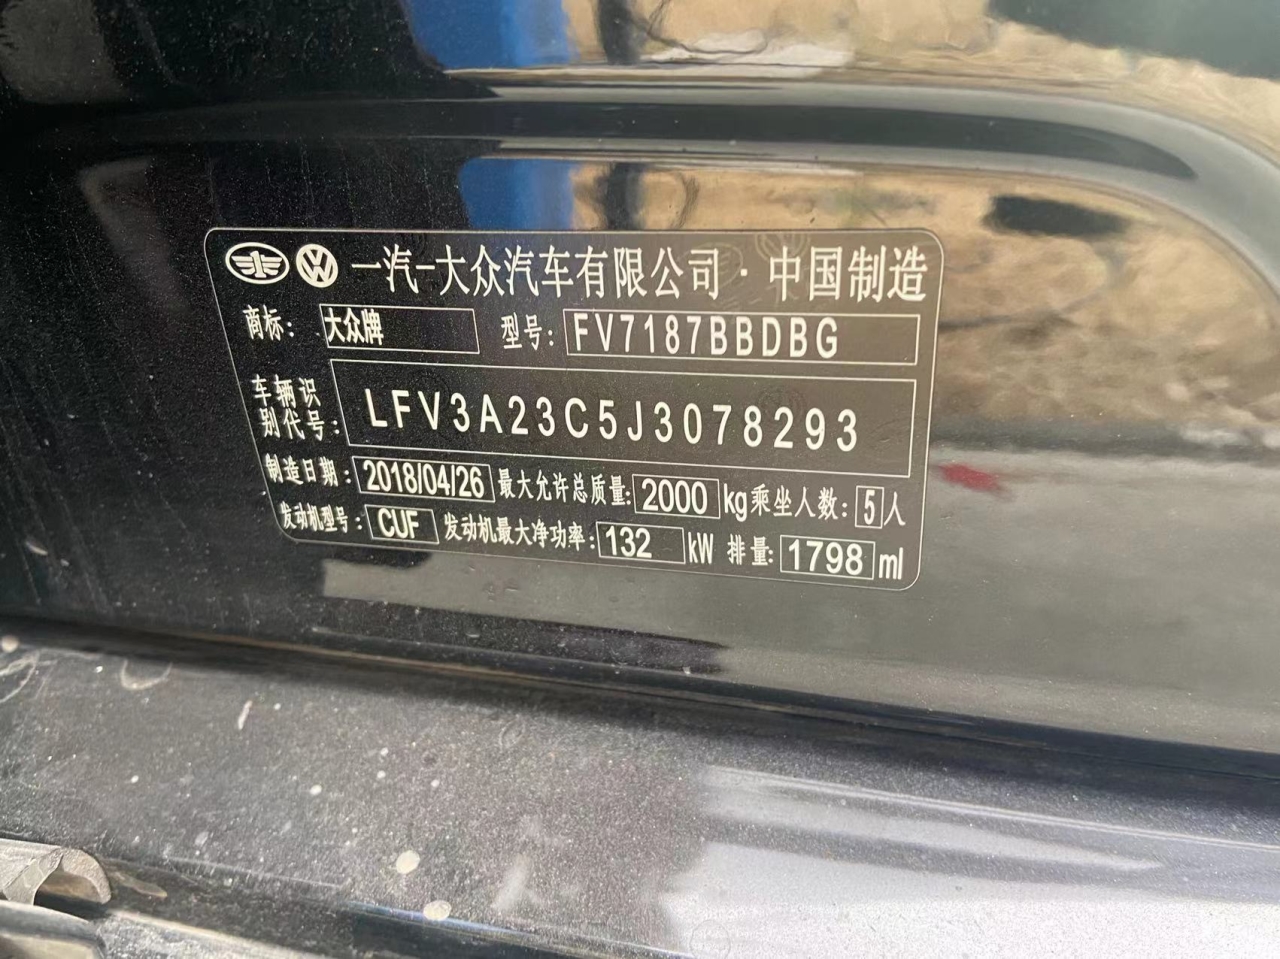 一汽-大众汽车有限公司·中国制造
商标: 大众牌 型号: FV7187BBDBG
车辆识别代号: LFV3A23C5J3078293
制造日期: 2018/04/26 最大允许总质量: 2000 kg 乘坐人数: 5 人
发动机型号: CUF 发动机最大净功率: 132 kW 排量: 1798 ml